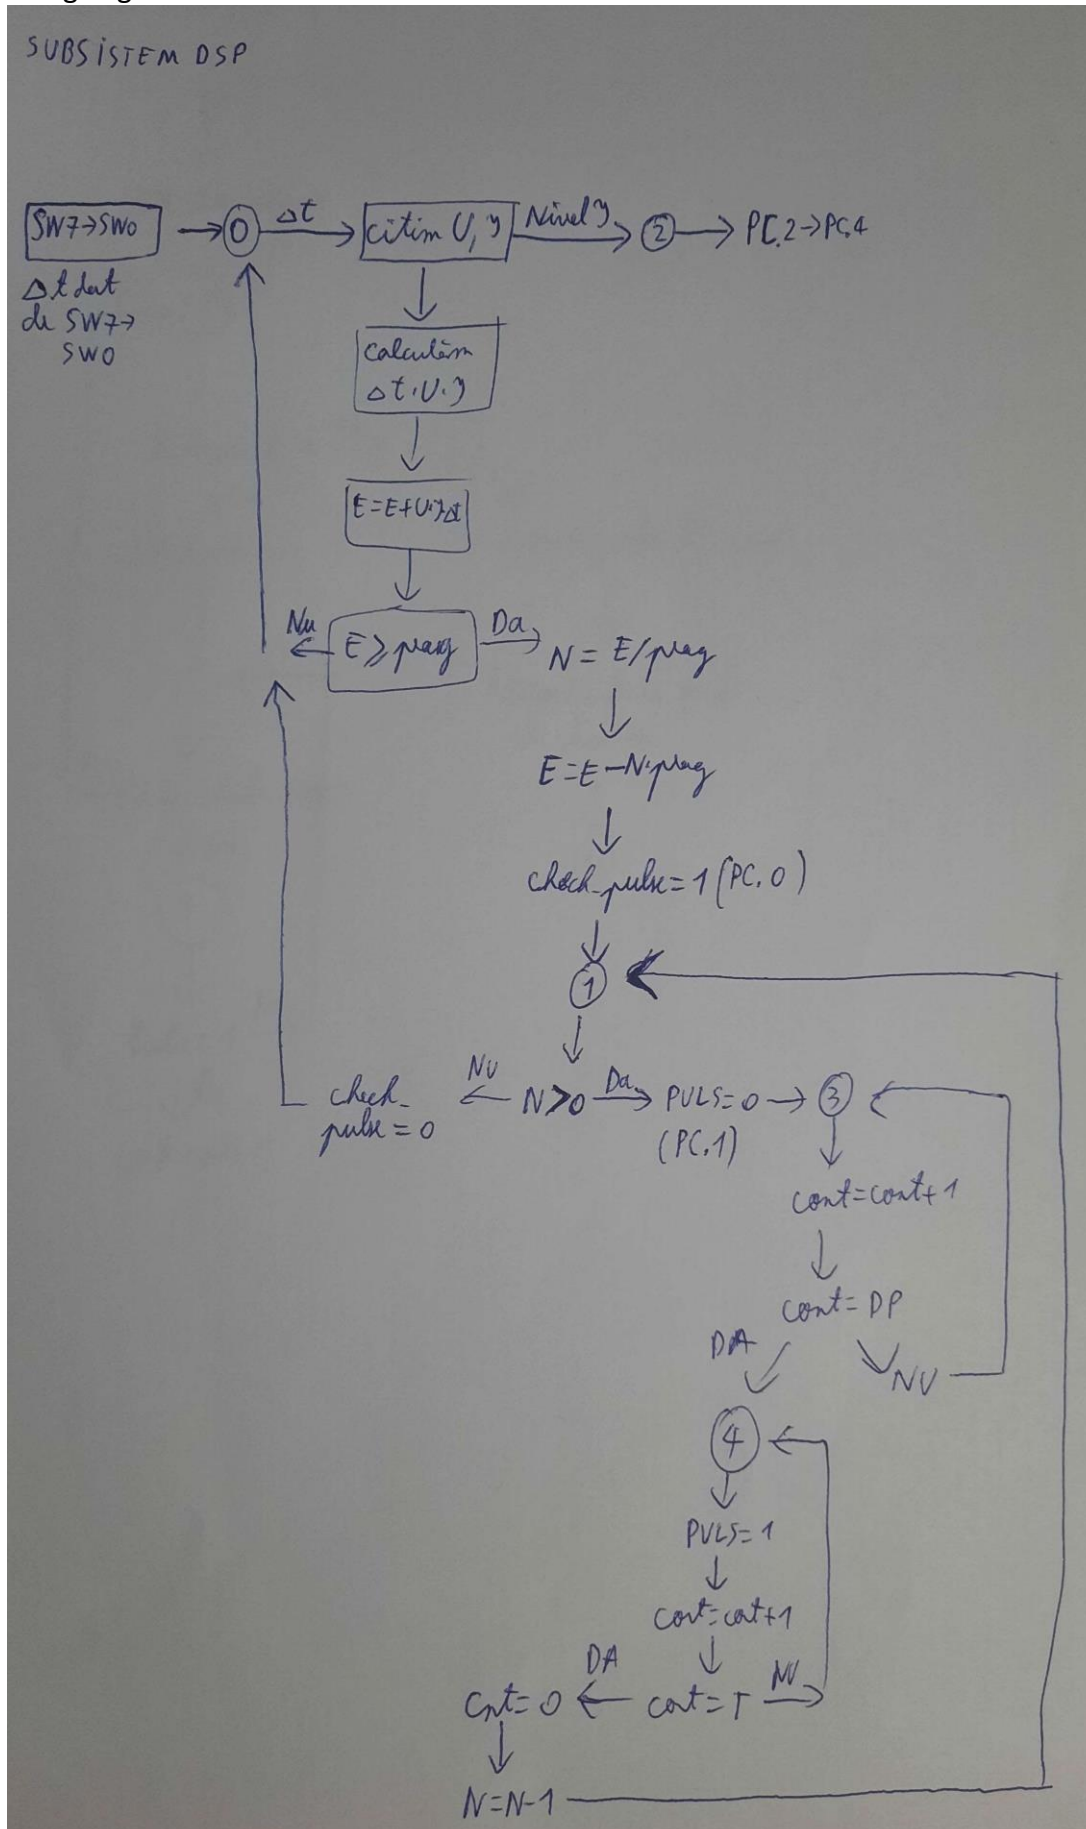 SUBSISTEM DSP
SW7→SW0 → 0 Δt → citim U, y Nivel y → 2 → PC.2→PC.4
Δt dat
de SW7→
SW0
Calculăm
Δt.U.y
E=E+U.y.Δt
Nu ← E ≥ prag Da →
N = E/prag
E=E-N.prag
check_pulse=1 (PC.0)
1
check_
pulse=0
NU ← N>0 Da → PULS=0 → 3
(PC.1)
cont=cont+1
cont=DP
DA
NU
4
PULS=1
cont=cont+1
Cnt=0 DA ← cont=T NU →
N=N-1